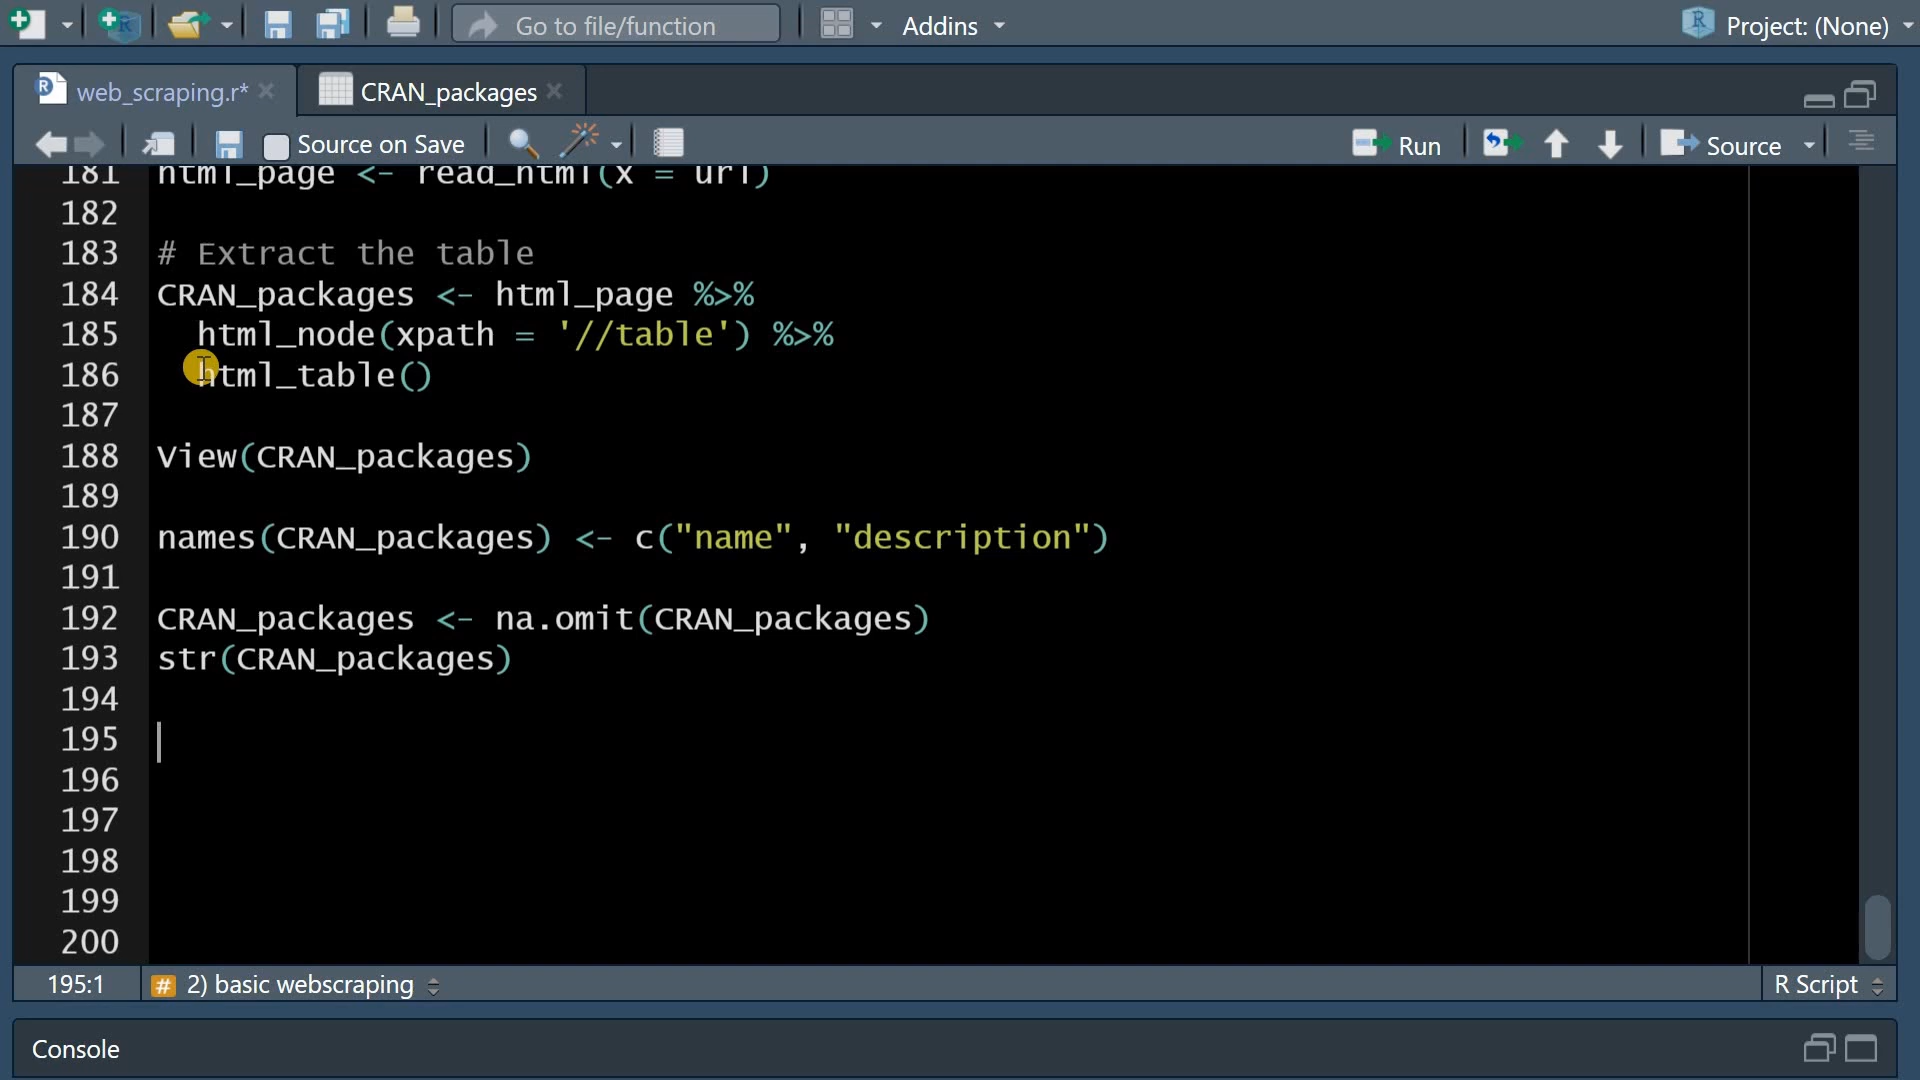 Go to file/function Addins Project: (None)
web_scraping.r* CRAN_packages
Source on Save Run Source
181 html_page <- read_html(x = url)
182
183 # Extract the table
184 CRAN_packages <- html_page %>%
185 html_node(xpath = '//table') %>%
186 html_table()
187
188 View(CRAN_packages)
189
190 names(CRAN_packages) <- c("name", "description")
191
192 CRAN_packages <- na.omit(CRAN_packages)
193 str(CRAN_packages)
194
195
196
197
198
199
200
195:1 # 2) basic webscraping R Script
Console